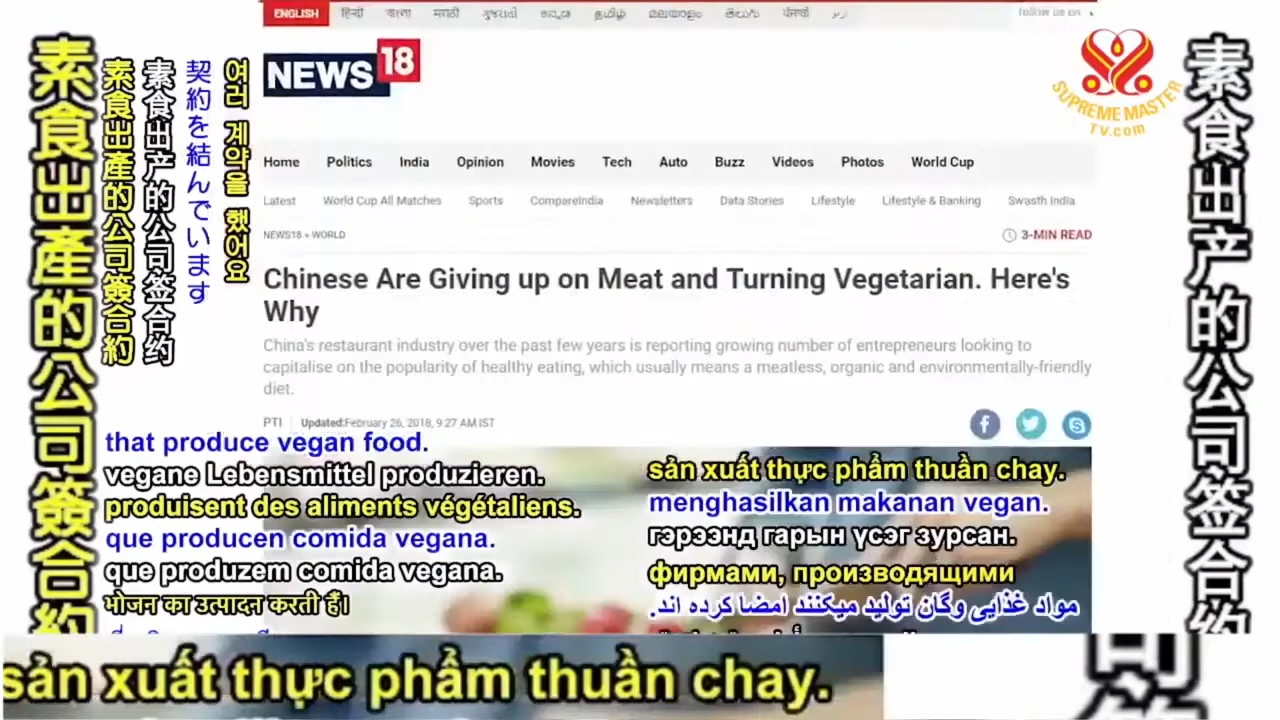 ENGLISH
हिन्दी
বাংলা
मराठी
ગુજરાતી
தமிழ்
മലയാളം
తెలుగు
ਪੰਜਾਬੀ
اردو
follow us on
NEWS 18
SUPREME MASTER
TV.com
Home Politics India Opinion Movies Tech Auto Buzz Videos Photos World Cup
Latest World Cup All Matches Sports CompareIndia Newsletters Data Stories Lifestyle Lifestyle & Banking Swasth India
NEWS18 » WORLD
3-MIN READ
Chinese Are Giving up on Meat and Turning Vegetarian. Here's
Why
China's restaurant industry over the past few years is reporting growing number of entrepreneurs looking to
capitalise on the popularity of healthy eating, which usually means a meatless, organic and environmentally-friendly
diet.
PTI
Updated:February 26, 2018, 9:27 AM IST
素食出產的公司簽合約
素食出產的公司簽合約
素食出产的公司签合约
契約を結んでいます
여러 계약을 했어요
素食出产的公司签合约
that produce vegan food.
vegane Lebensmittel produzieren.
produisent des aliments végétaliens.
que producen comida vegana.
que produzem comida vegana.
भोजन का उत्पादन करती हैं।
sản xuất thực phẩm thuần chay.
menghasilkan makanan vegan.
гэрээнд гарын үсэг зурсан.
фирмами, производящими
مواد غذایی وگان تولید میکنند امضا کرده اند.
sản xuất thực phẩm thuần chay.